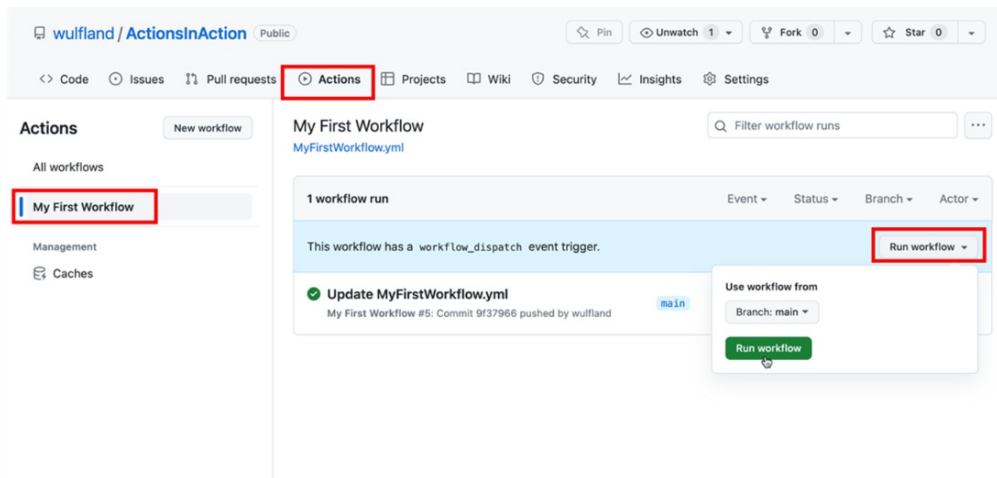 wulfland / ActionsInAction Public Pin Unwatch 1 Fork 0 Star 0
Code Issues Pull requests Actions Projects Wiki Security Insights Settings
Actions New workflow
All workflows
My First Workflow
Management
Caches
My First Workflow
MyFirstWorkflow.yml
Filter workflow runs
1 workflow run Event Status Branch Actor
This workflow has a workflow_dispatch event trigger. Run workflow
Update MyFirstWorkflow.yml
My First Workflow #5: Commit 9f37966 pushed by wulfland
main
Use workflow from
Branch: main
Run workflow